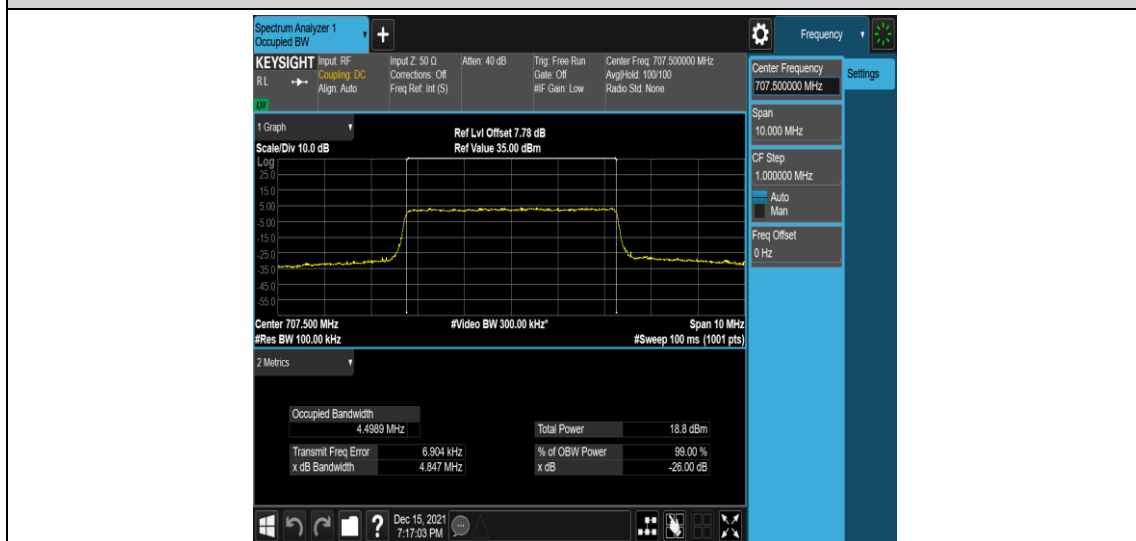 Spectrum Analyzer 1
Occupied BW
+
Frequency
KEYSIGHT
RL
LXI
Input: RF
Coupling: DC
Align: Auto
Input Z: 50 Ω
Corrections: Off
Freq Ref: Int (S)
Atten: 40 dB
Trig: Free Run
Gate: Off
#IF Gain: Low
Center Freq: 707.500000 MHz
Avg|Hold: 100/100
Radio Std: None
Center Frequency
707.500000 MHz
Settings
Span
10.000 MHz
CF Step
1.000000 MHz
Auto
Man
Freq Offset
0 Hz
1 Graph
Scale/Div 10.0 dB
Ref Lvl Offset 7.78 dB
Ref Value 35.00 dBm
Log
25.0
15.0
5.00
-5.00
-15.0
-25.0
-35.0
-45.0
-55.0
Center 707.500 MHz
#Res BW 100.00 kHz
#Video BW 300.00 kHz*
Span 10 MHz
#Sweep 100 ms (1001 pts)
2 Metrics
Occupied Bandwidth
4.4989 MHz
Transmit Freq Error 6.904 kHz
x dB Bandwidth 4.847 MHz
Total Power 18.8 dBm
% of OBW Power 99.00 %
x dB -26.00 dB
?
Dec 15, 2021
7:17:03 PM